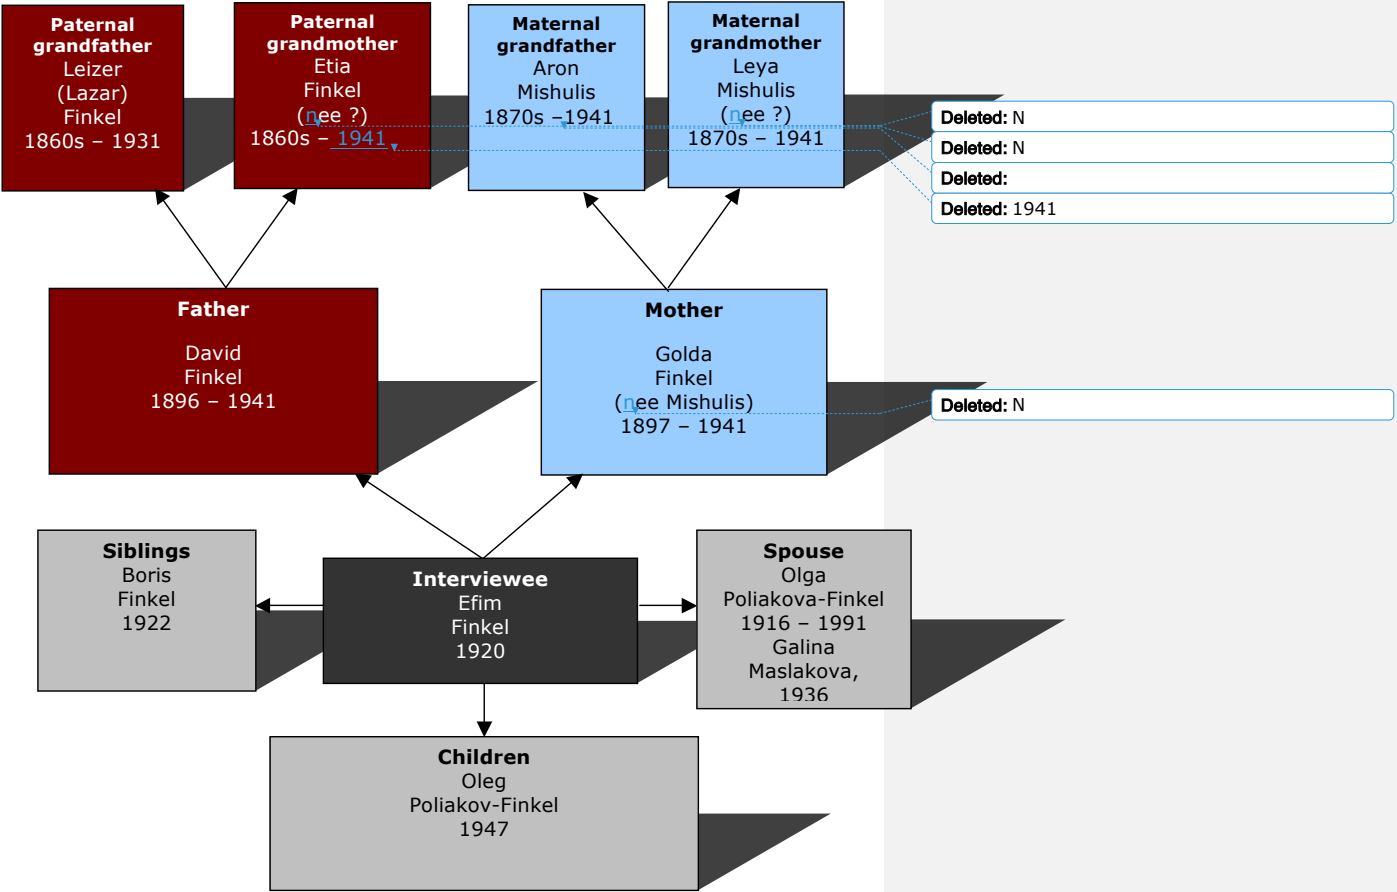 Paternal
grandfather
Leizer
(Lazar)
Finkel
1860s – 1931
Paternal
grandmother
Etia
Finkel
(nee ?)
1860s – 1941
Maternal
grandfather
Aron
Mishulis
1870s –1941
Maternal
grandmother
Leya
Mishulis
(nee ?)
1870s – 1941
Deleted: N
Deleted: N
Deleted:
Deleted: 1941
Father
David
Finkel
1896 – 1941
Mother
Golda
Finkel
(nee Mishulis)
1897 – 1941
Deleted: N
Siblings
Boris
Finkel
1922
Interviewee
Efim
Finkel
1920
Spouse
Olga
Poliakova-Finkel
1916 – 1991
Galina
Maslakova,
1936
Children
Oleg
Poliakov-Finkel
1947